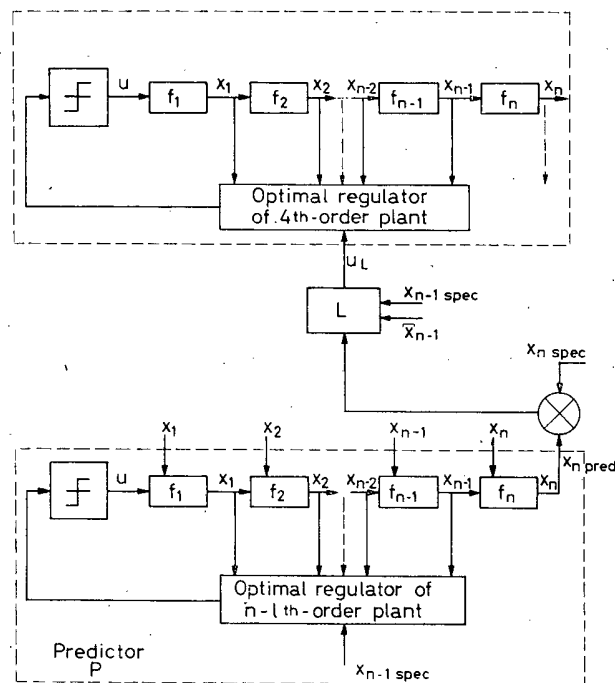 u f₁ x₁ f₂ x₂ xₙ₋₂ fₙ₋₁ xₙ₋₁ fₙ xₙ
Optimal regulator
of .4th-order plant
u_L
L
xₙ₋₁ spec
x̅ₙ₋₁
xₙ spec
xₙ pred
x₁ x₂ xₙ₋₁ xₙ
u f₁ x₁ f₂ x₂ xₙ₋₂ fₙ₋₁ xₙ₋₁ fₙ xₙ
Optimal regulator of
n-1th-order plant
Predictor
P
xₙ₋₁ spec